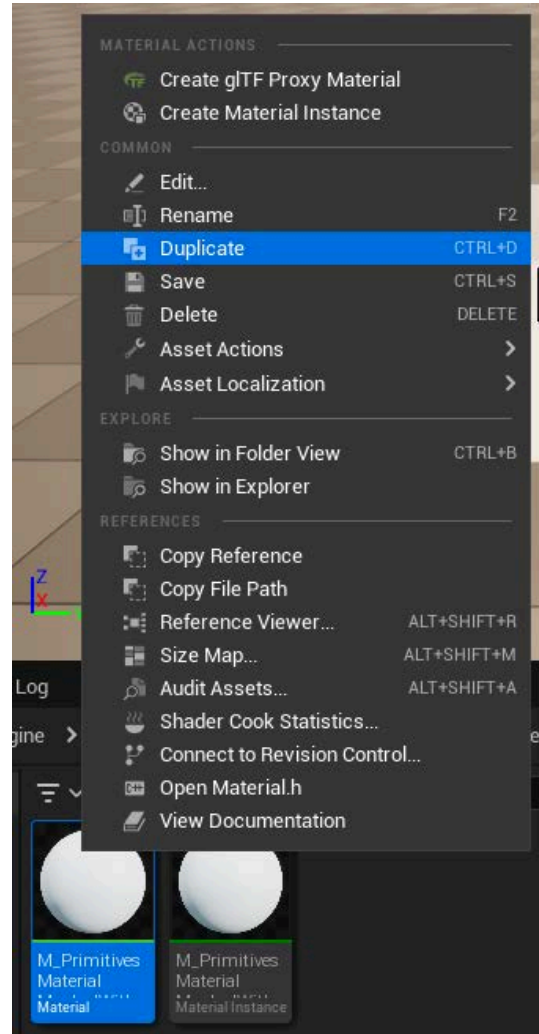 MATERIAL ACTIONS
Create glTF Proxy Material
Create Material Instance
COMMON
Edit...
Rename F2
Duplicate CTRL+D
Save CTRL+S
Delete DELETE
Asset Actions
Asset Localization
EXPLORE
Show in Folder View CTRL+B
Show in Explorer
REFERENCES
Copy Reference
Copy File Path
Z
X
Reference Viewer... ALT+SHIFT+R
Size Map... ALT+SHIFT+M
Log
Audit Assets... ALT+SHIFT+A
Shader Cook Statistics...
gine >
Connect to Revision Control...
Open Material.h
View Documentation
M_Primitives
Material
Material
M_Primitives
Material
Material Instance